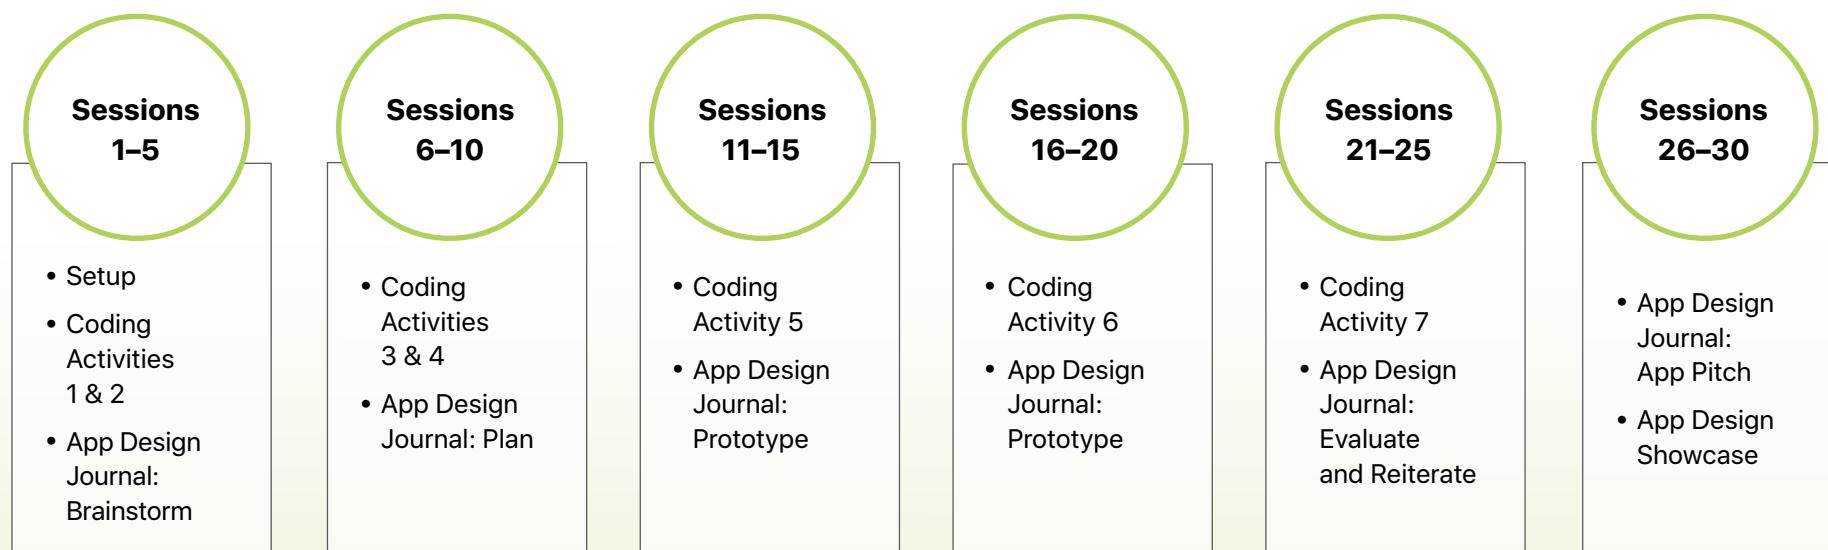 Sessions
1–5
• Setup
• Coding
Activities
1 & 2
• App Design
Journal:
Brainstorm
Sessions
6–10
• Coding
Activities
3 & 4
• App Design
Journal: Plan
Sessions
11–15
• Coding
Activity 5
• App Design
Journal:
Prototype
Sessions
16–20
• Coding
Activity 6
• App Design
Journal:
Prototype
Sessions
21–25
• Coding
Activity 7
• App Design
Journal:
Evaluate
and Reiterate
Sessions
26–30
• App Design
Journal:
App Pitch
• App Design
Showcase